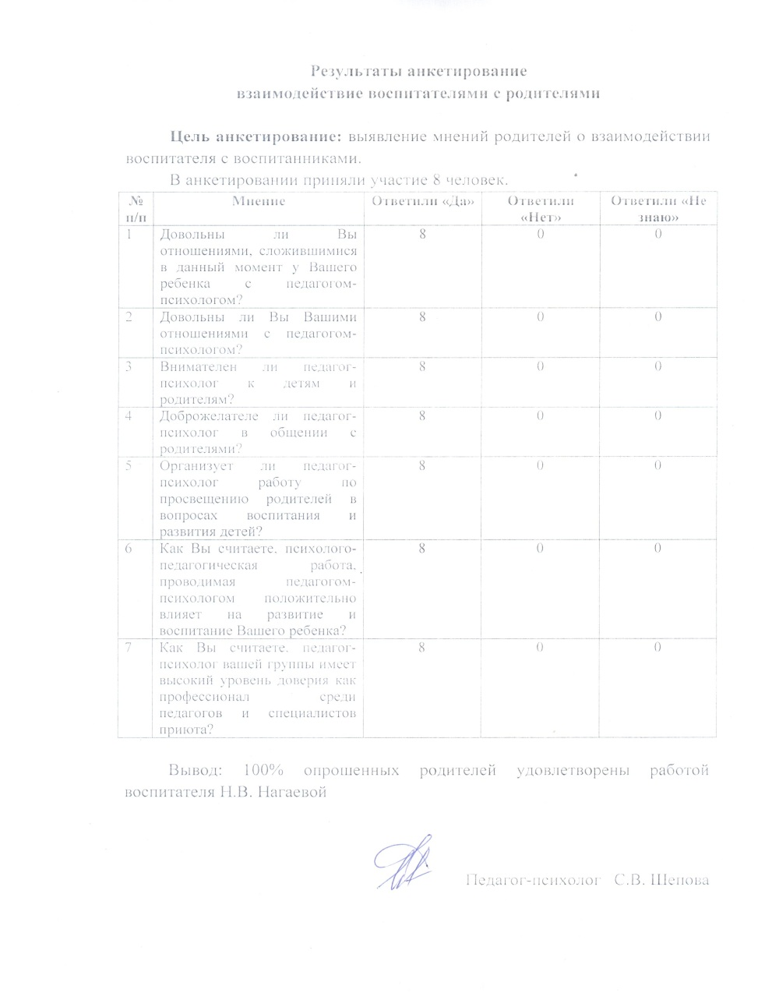 Результаты анкетирование
взаимодействие воспитателями с родителями
Цель анкетирование: выявление мнений родителей о взаимодействии
воспитателя с воспитанниками.
В анкетировании приняли участие 8 человек.
№ Мнение Ответили «Да» Ответили Ответили «Не
п/п «Нет» знаю»
1 Довольны ли Вы 8 0 0
отношениями, сложившимися
в данный момент у Вашего
ребенка с педагогом-
психологом?
2 Довольны ли Вы Вашими 8 0 0
отношениями с педагогом-
психологом?
3 Внимателен ли педагог- 8 0 0
психолог к детям и
родителям?
4 Доброжелателе ли педагог- 8 0 0
психолог в общении с
родителями?
5 Организует ли педагог- 8 0 0
психолог работу по
просвещению родителей в
вопросах воспитания и
развития детей?
6 Как Вы считаете, психолого- 8 0 0
педагогическая работа,
проводимая педагогом-
психологом положительно
влияет на развитие и
воспитание Вашего ребенка?
7 Как Вы считаете, педагог- 8 0 0
психолог вашей группы имеет
высокий уровень доверия как
профессионал среди
педагогов и специалистов
приюта?
Вывод: 100% опрошенных родителей удовлетворены работой
воспитателя Н.В. Нагаевой
Педагог-психолог С.В.